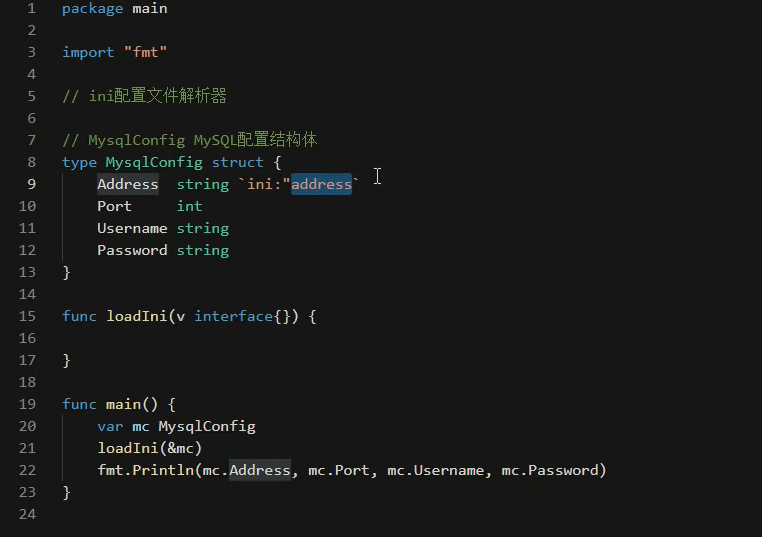 1 package main
2
3 import "fmt"
4
5 // ini配置文件解析器
6
7 // MysqlConfig MySQL配置结构体
8 type MysqlConfig struct {
9     Address  string `ini:"address`
10     Port     int
11     Username string
12     Password string
13 }
14
15 func loadIni(v interface{}) {
16
17 }
18
19 func main() {
20     var mc MysqlConfig
21     loadIni(&mc)
22     fmt.Println(mc.Address, mc.Port, mc.Username, mc.Password)
23 }
24